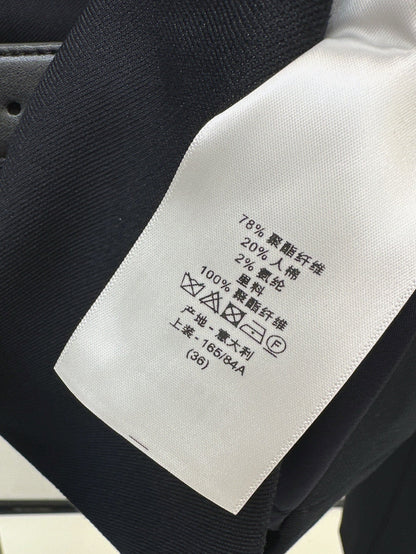 78% 聚酯纤维
20% 人棉
2% 氨纶
里料
100% 聚酯纤维
F
产地-意大利
上装-165/84A
(36)